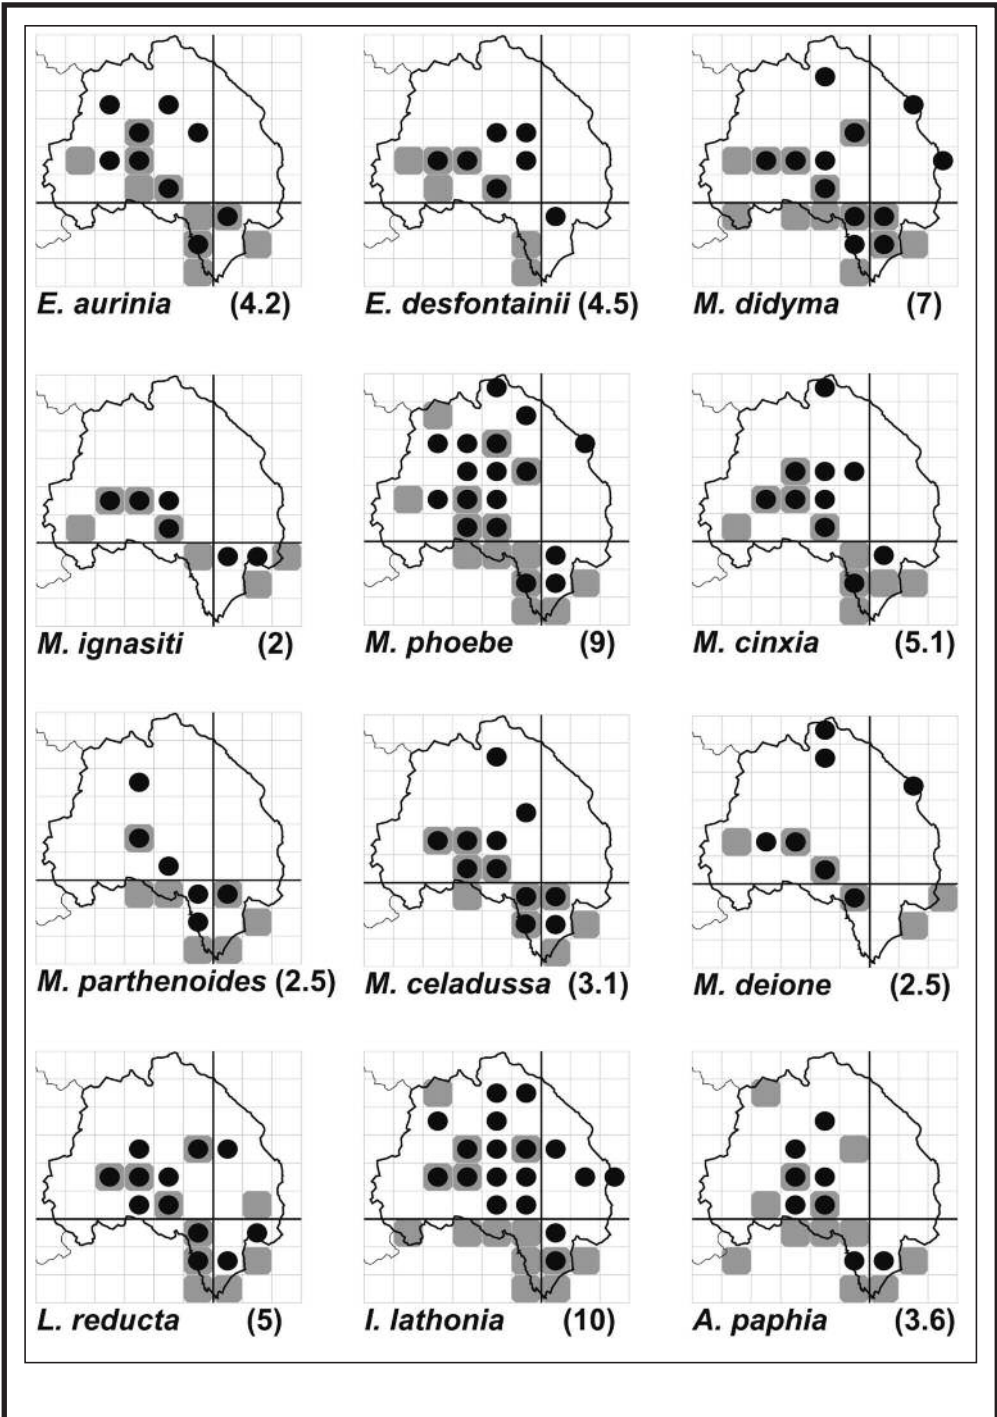 E. aurinia (4.2) E. desfontainii (4.5) M. didyma (7)
M. ignasiti (2) M. phoebe (9) M. cinxia (5.1)
M. parthenoides (2.5) M. celadussa (3.1) M. deione (2.5)
L. reducta (5) I. lathonia (10) A. paphia (3.6)